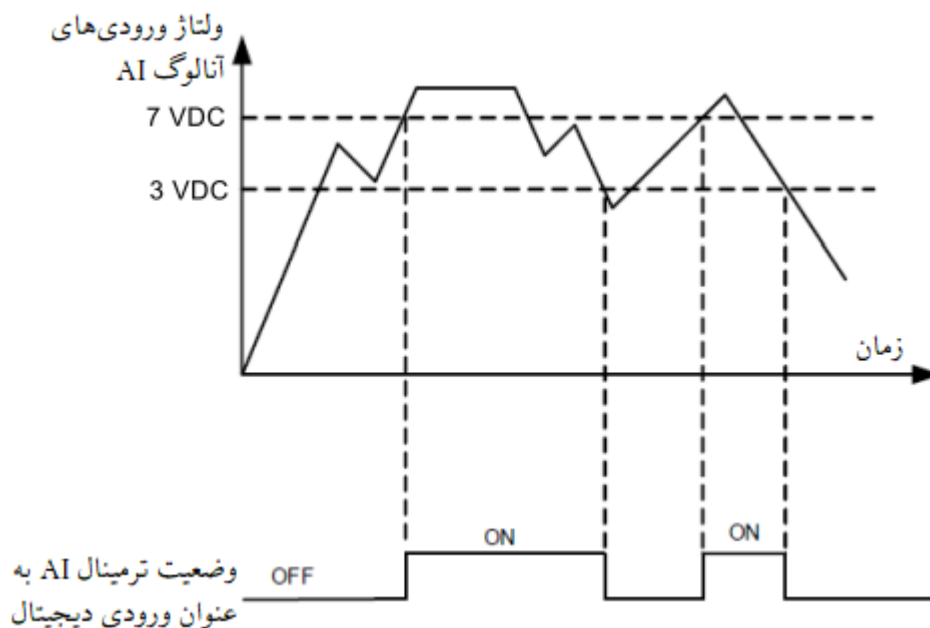 ولتاژ ورودی‌های
آنالوگ AI
7 VDC
3 VDC
زمان
ON
ON
OFF
وضعیت ترمینال AI به
عنوان ورودی دیجیتال